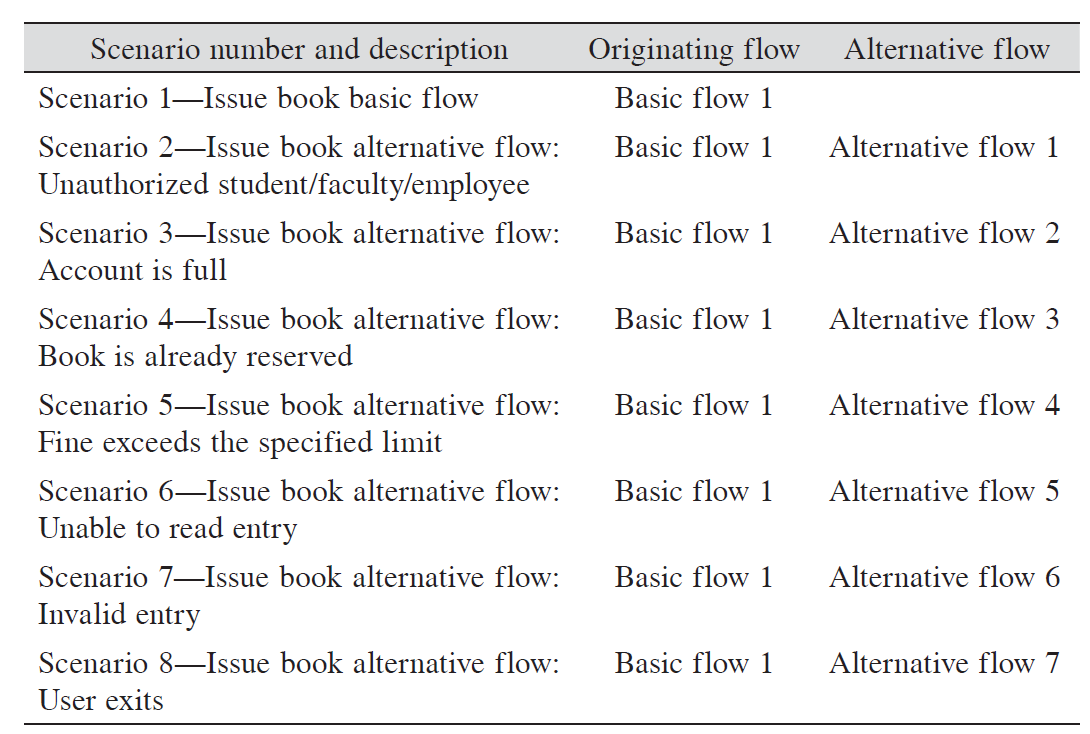 Scenario number and description Originating flow Alternative flow
Scenario 1—Issue book basic flow Basic flow 1
Scenario 2—Issue book alternative flow: Basic flow 1 Alternative flow 1
Unauthorized student/faculty/employee
Scenario 3—Issue book alternative flow: Basic flow 1 Alternative flow 2
Account is full
Scenario 4—Issue book alternative flow: Basic flow 1 Alternative flow 3
Book is already reserved
Scenario 5—Issue book alternative flow: Basic flow 1 Alternative flow 4
Fine exceeds the specified limit
Scenario 6—Issue book alternative flow: Basic flow 1 Alternative flow 5
Unable to read entry
Scenario 7—Issue book alternative flow: Basic flow 1 Alternative flow 6
Invalid entry
Scenario 8—Issue book alternative flow: Basic flow 1 Alternative flow 7
User exits